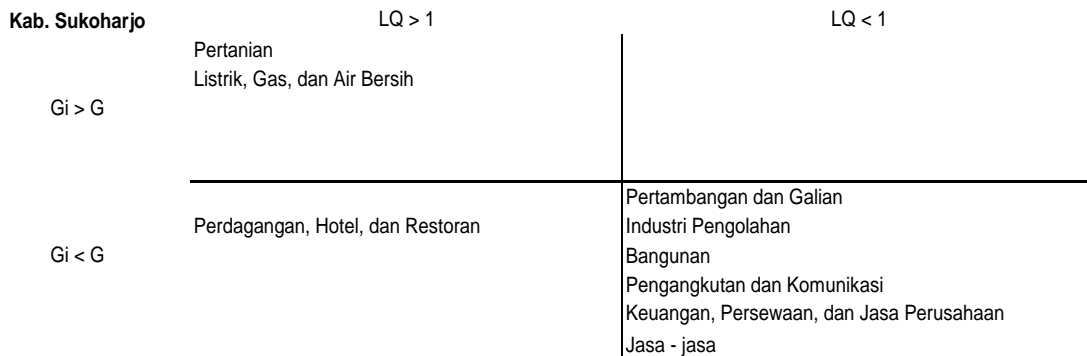 Kab. Sukoharjo LQ > 1 LQ < 1
Pertanian
Listrik, Gas, dan Air Bersih
Gi > G
Pertambangan dan Galian
Perdagangan, Hotel, dan Restoran Industri Pengolahan
Gi < G Bangunan
Pengangkutan dan Komunikasi
Keuangan, Persewaan, dan Jasa Perusahaan
Jasa - jasa